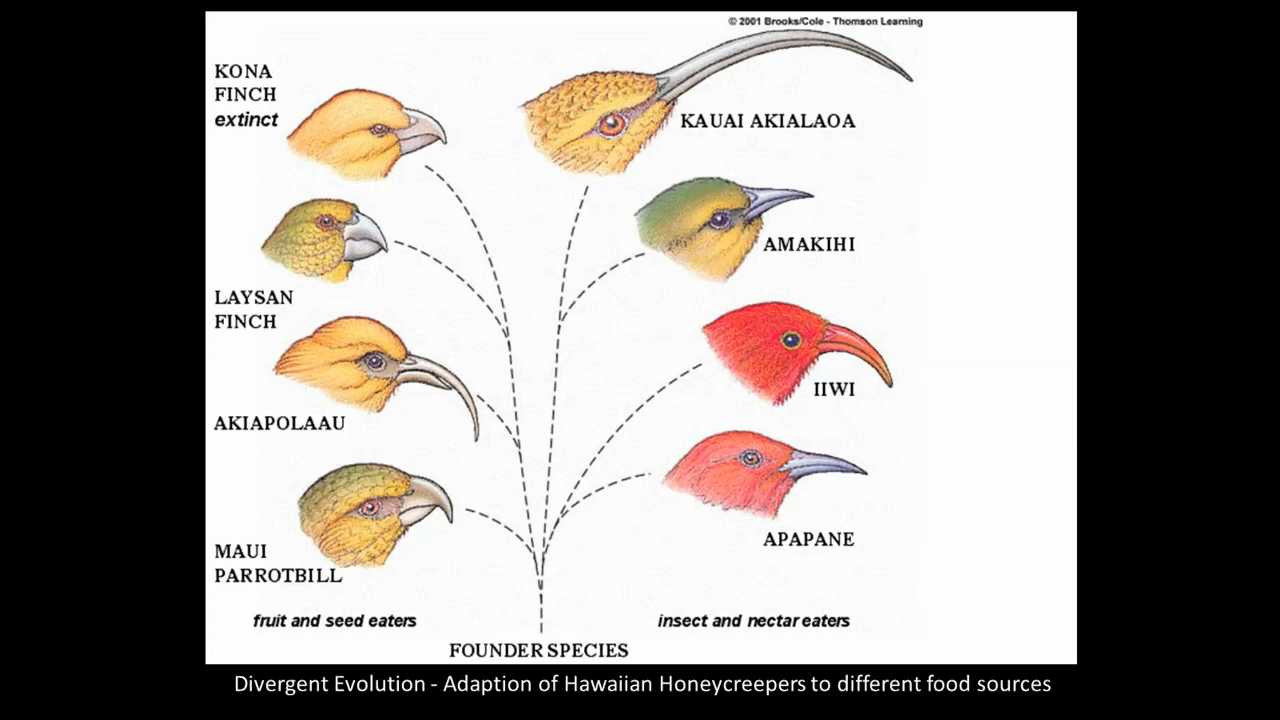 © 2001 Brooks/Cole - Thomson Learning
KONA
FINCH
extinct
KAUAI AKIALAOA
AMAKIHI
LAYSAN
FINCH
IIWI
AKIAPOLAAU
APAPANE
MAUI
PARROTBILL
fruit and seed eaters
insect and nectar eaters
FOUNDER SPECIES
Divergent Evolution - Adaption of Hawaiian Honeycreepers to different food sources